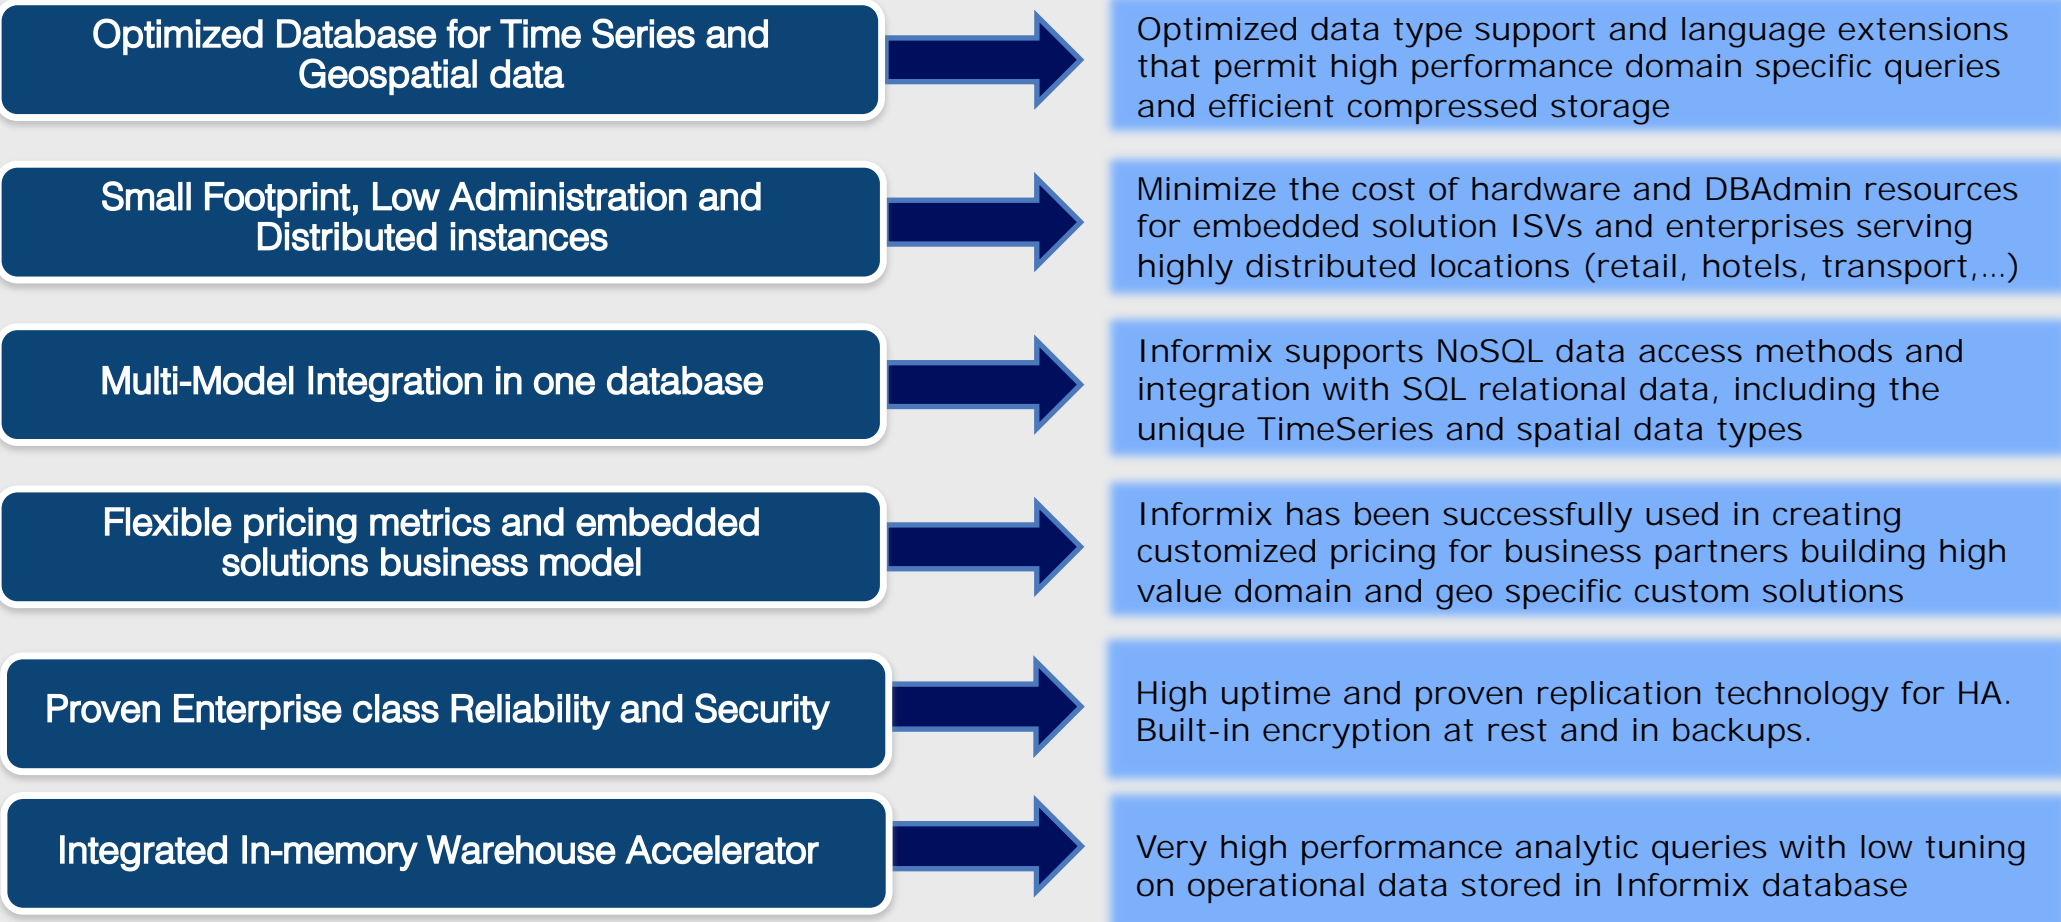 Optimized Database for Time Series and
Geospatial data
Optimized data type support and language extensions
that permit high performance domain specific queries
and efficient compressed storage
Small Footprint, Low Administration and
Distributed instances
Minimize the cost of hardware and DBAdmin resources
for embedded solution ISVs and enterprises serving
highly distributed locations (retail, hotels, transport,…)
Multi-Model Integration in one database
Informix supports NoSQL data access methods and
integration with SQL relational data, including the
unique TimeSeries and spatial data types
Flexible pricing metrics and embedded
solutions business model
Informix has been successfully used in creating
customized pricing for business partners building high
value domain and geo specific custom solutions
Proven Enterprise class Reliability and Security
High uptime and proven replication technology for HA.
Built-in encryption at rest and in backups.
Integrated In-memory Warehouse Accelerator
Very high performance analytic queries with low tuning
on operational data stored in Informix database